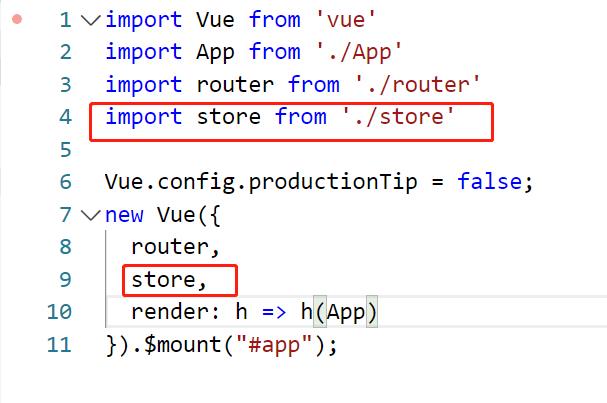 1 import Vue from 'vue'
2 import App from './App'
3 import router from './router'
4 import store from './store'
5
6 Vue.config.productionTip = false;
7 new Vue({
8 router,
9 store,
10 render: h => h(App)
11 }).$mount("#app");